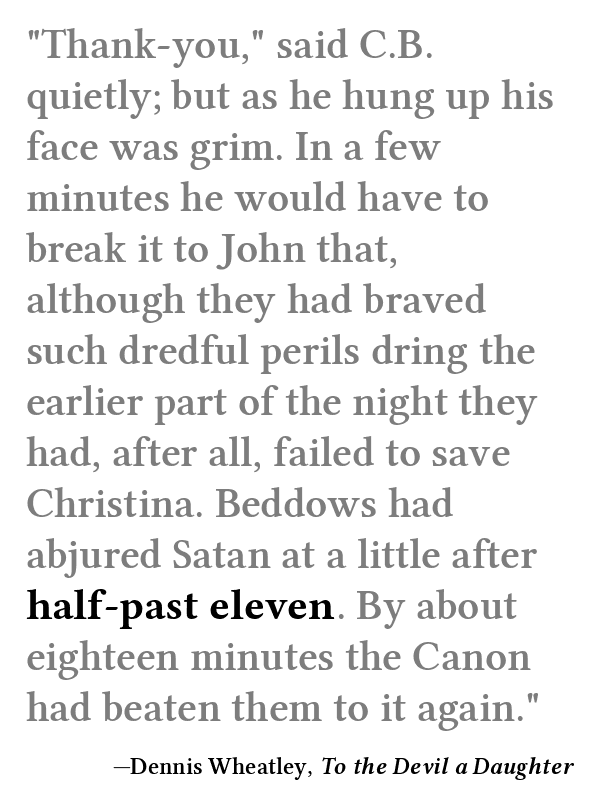 "Thank-you," said C.B.
quietly; but as he hung up his
face was grim. In a few
minutes he would have to
break it to John that,
although they had braved
such dredful perils dring the
earlier part of the night they
had, after all, failed to save
Christina. Beddows had
abjured Satan at a little after
half-past eleven. By about
eighteen minutes the Canon
had beaten them to it again."
—Dennis Wheatley, To the Devil a Daughter